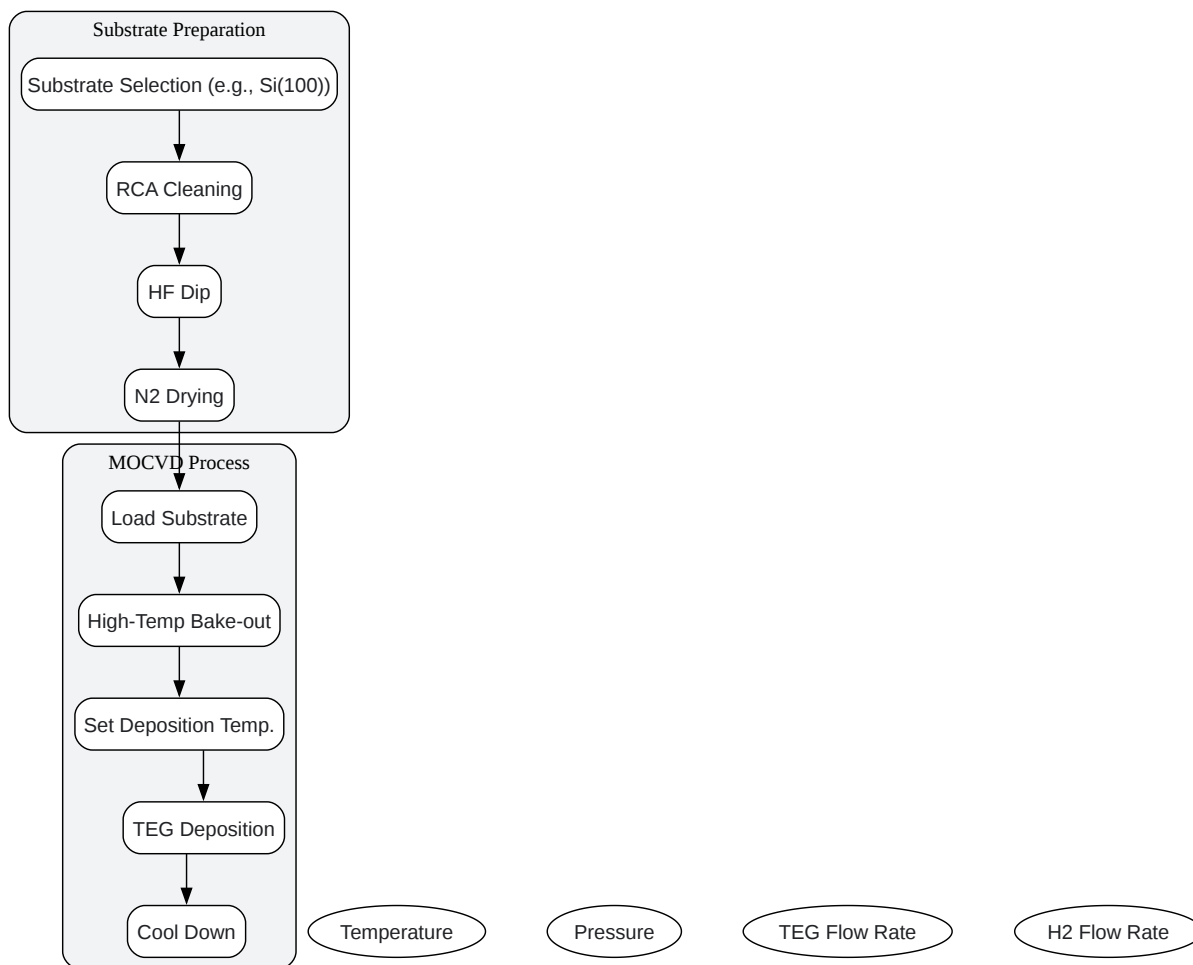 Substrate Preparation
Substrate Selection (e.g., Si(100))
RCA Cleaning
HF Dip
N2 Drying
MOCVD Process
Load Substrate
High-Temp Bake-out
Set Deposition Temp.
TEG Deposition
Cool Down
Temperature
Pressure
TEG Flow Rate
H2 Flow Rate